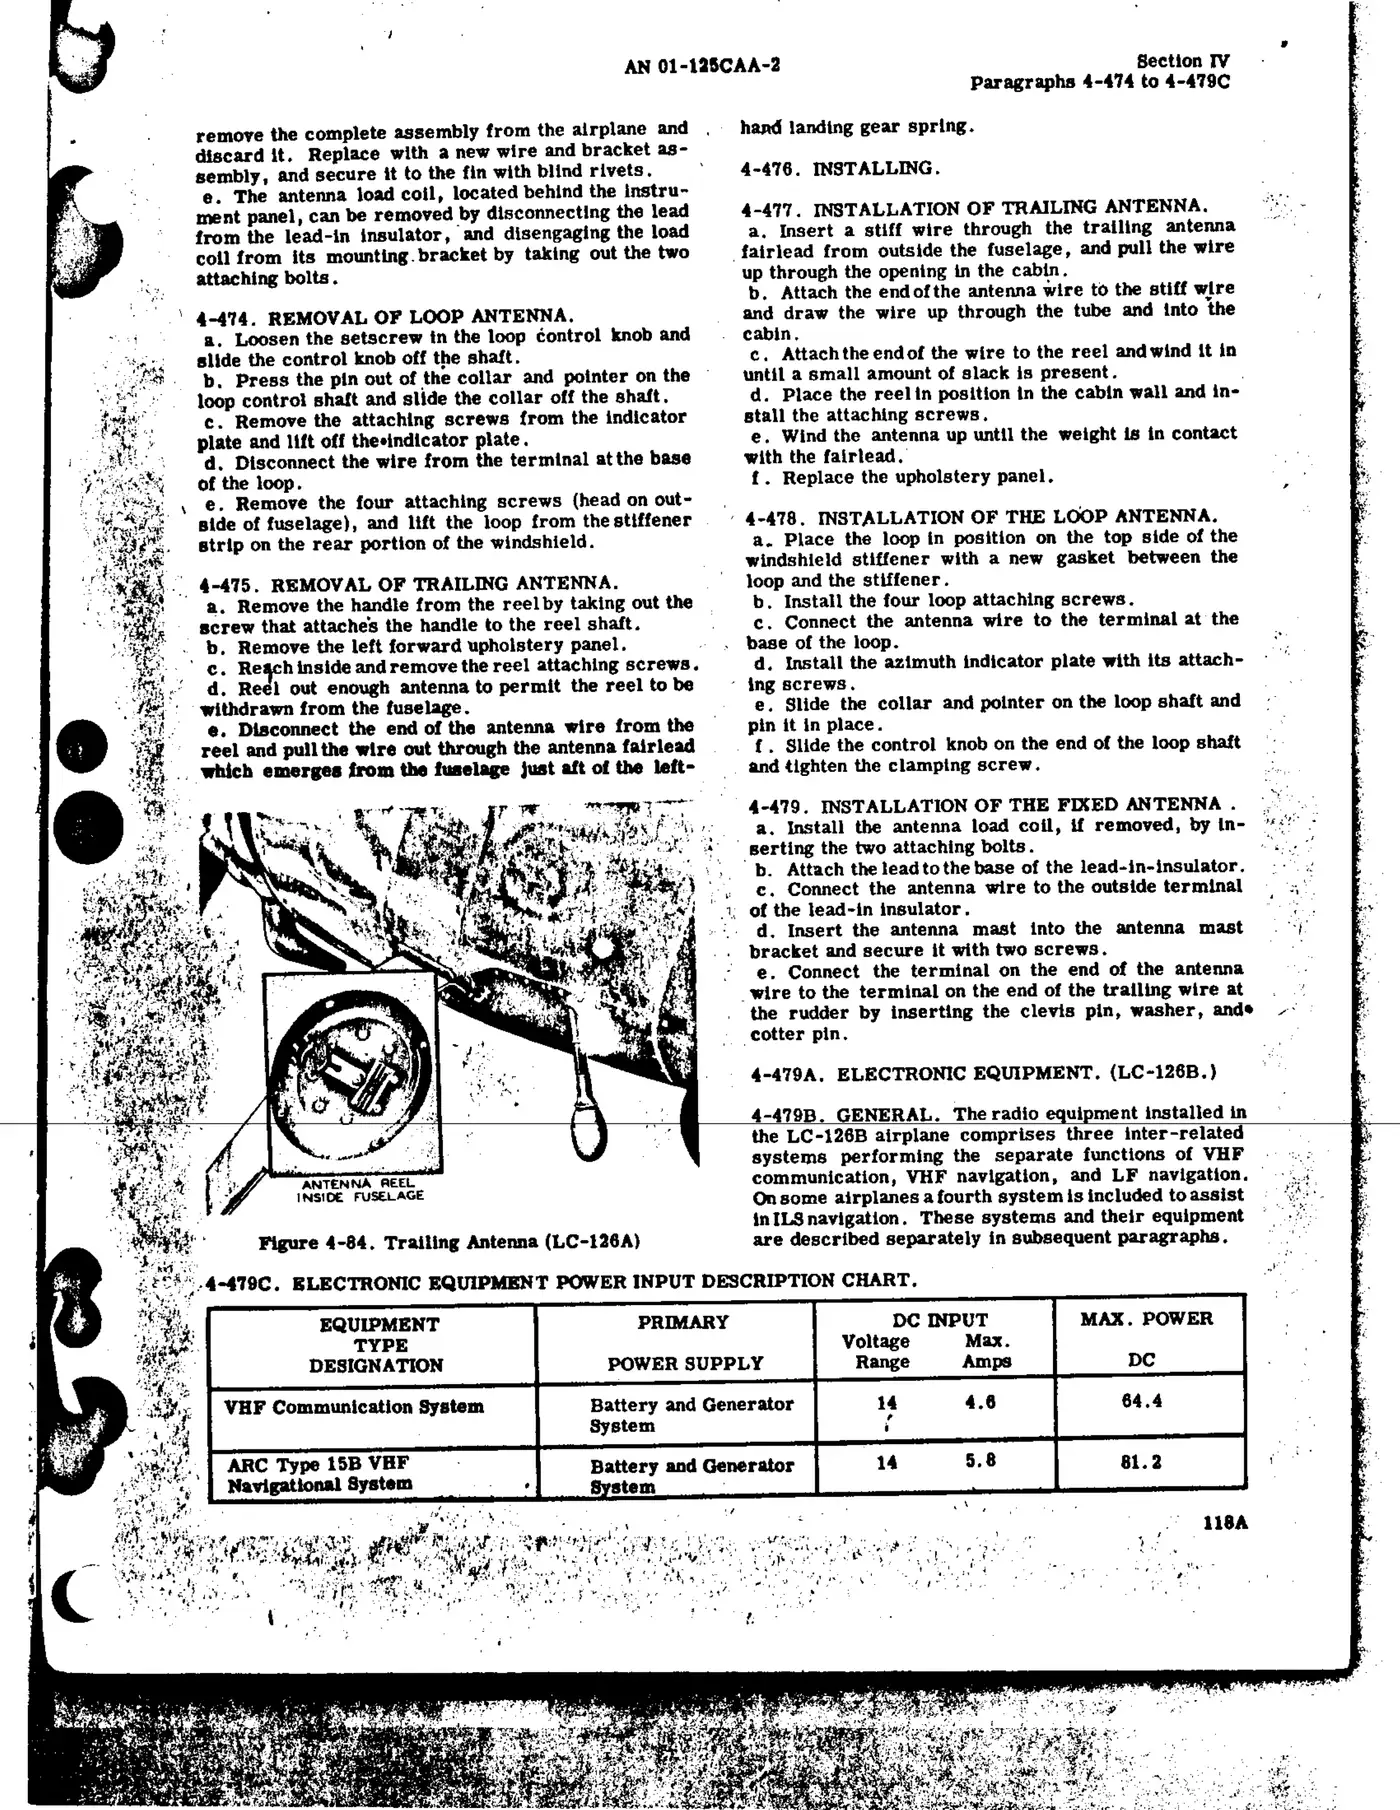 AN 01-125CAA-2
Section IV
Paragraphs 4-474 to 4-479C
remove the complete assembly from the airplane and
discard it. Replace with a new wire and bracket as-
sembly, and secure it to the fin with blind rivets.
e. The antenna load coil, located behind the instru-
ment panel, can be removed by disconnecting the lead
from the lead-in insulator, and disengaging the load
coil from its mounting bracket by taking out the two
attaching bolts.
4-474. REMOVAL OF LOOP ANTENNA.
a. Loosen the setscrew in the loop control knob and
slide the control knob off the shaft.
b. Press the pin out of the collar and pointer on the
loop control shaft and slide the collar off the shaft.
c. Remove the attaching screws from the indicator
plate and lift off the indicator plate.
d. Disconnect the wire from the terminal at the base
of the loop.
e. Remove the four attaching screws (head on out-
side of fuselage), and lift the loop from the stiffener
strip on the rear portion of the windshield.
4-475. REMOVAL OF TRAILING ANTENNA.
a. Remove the handle from the reel by taking out the
screw that attaches the handle to the reel shaft.
b. Remove the left forward upholstery panel.
c. Reach inside and remove the reel attaching screws.
d. Reel out enough antenna to permit the reel to be
withdrawn from the fuselage.
e. Disconnect the end of the antenna wire from the
reel and pull the wire out through the antenna fairlead
which emerges from the fuselage just aft of the left-
ANTENNA REEL
INSIDE FUSELAGE
Figure 4-84. Trailing Antenna (LC-126A)
hand landing gear spring.
4-476. INSTALLING.
4-477. INSTALLATION OF TRAILING ANTENNA.
a. Insert a stiff wire through the trailing antenna
fairlead from outside the fuselage, and pull the wire
up through the opening in the cabin.
b. Attach the end of the antenna wire to the stiff wire
and draw the wire up through the tube and into the
cabin.
c. Attach the end of the wire to the reel and wind it in
until a small amount of slack is present.
d. Place the reel in position in the cabin wall and in-
stall the attaching screws.
e. Wind the antenna up until the weight is in contact
with the fairlead.
f. Replace the upholstery panel.
4-478. INSTALLATION OF THE LOOP ANTENNA.
a. Place the loop in position on the top side of the
windshield stiffener with a new gasket between the
loop and the stiffener.
b. Install the four loop attaching screws.
c. Connect the antenna wire to the terminal at the
base of the loop.
d. Install the azimuth indicator plate with its attach-
ing screws.
e. Slide the collar and pointer on the loop shaft and
pin it in place.
f. Slide the control knob on the end of the loop shaft
and tighten the clamping screw.
4-479. INSTALLATION OF THE FIXED ANTENNA .
a. Install the antenna load coil, if removed, by in-
serting the two attaching bolts.
b. Attach the lead to the base of the lead-in-insulator.
c. Connect the antenna wire to the outside terminal
of the lead-in insulator.
d. Insert the antenna mast into the antenna mast
bracket and secure it with two screws.
e. Connect the terminal on the end of the antenna
wire to the terminal on the end of the trailing wire at
the rudder by inserting the clevis pin, washer, and
cotter pin.
4-479A. ELECTRONIC EQUIPMENT. (LC-126B.)
4-479B. GENERAL. The radio equipment installed in
the LC-126B airplane comprises three inter-related
systems performing the separate functions of VHF
communication, VHF navigation, and LF navigation.
On some airplanes a fourth system is included to assist
in ILS navigation. These systems and their equipment
are described separately in subsequent paragraphs.
4-479C. ELECTRONIC EQUIPMENT POWER INPUT DESCRIPTION CHART.
EQUIPMENT PRIMARY DC INPUT MAX. POWER
TYPE Voltage Max.
DESIGNATION POWER SUPPLY Range Amps DC
VHF Communication System Battery and Generator 14 4.6 64.4
System
ARC Type 15B VHF Battery and Generator 14 5.8 81.2
Navigational System System
118A